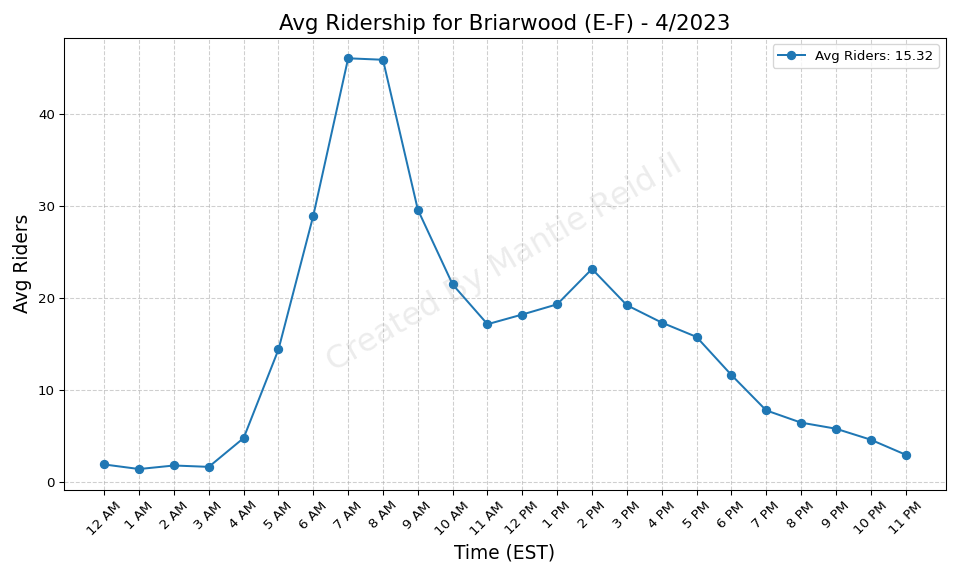 Avg Ridership for Briarwood (E-F) - 4/2023
Avg Riders: 15.32
Avg Riders
40
30
20
10
0
Created By Mantie Reid II
12 AM
1 AM
2 AM
3 AM
4 AM
5 AM
6 AM
7 AM
8 AM
9 AM
10 AM
11 AM
12 PM
1 PM
2 PM
3 PM
4 PM
5 PM
6 PM
7 PM
8 PM
9 PM
10 PM
11 PM
Time (EST)